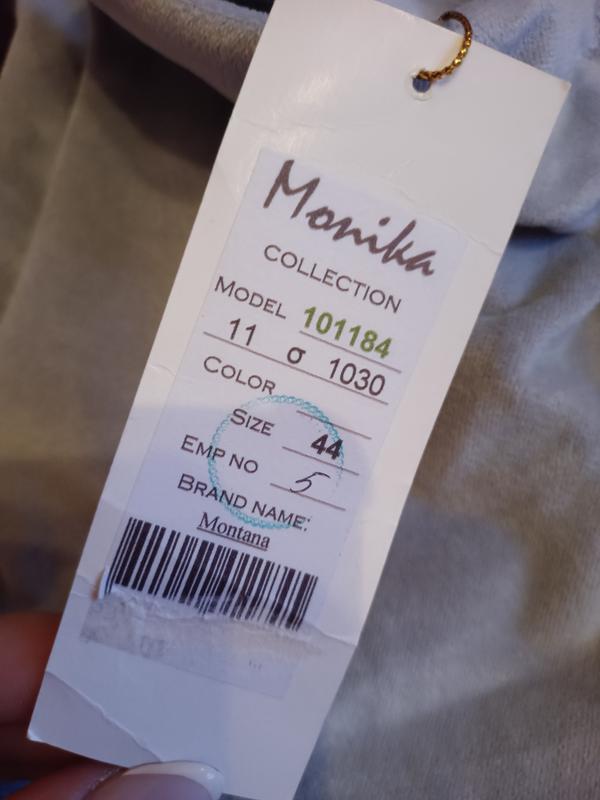 Monika
COLLECTION
MODEL 101184
11 σ 1030
COLOR
SIZE 44
EMP NO 5
BRAND NAME:
Montana